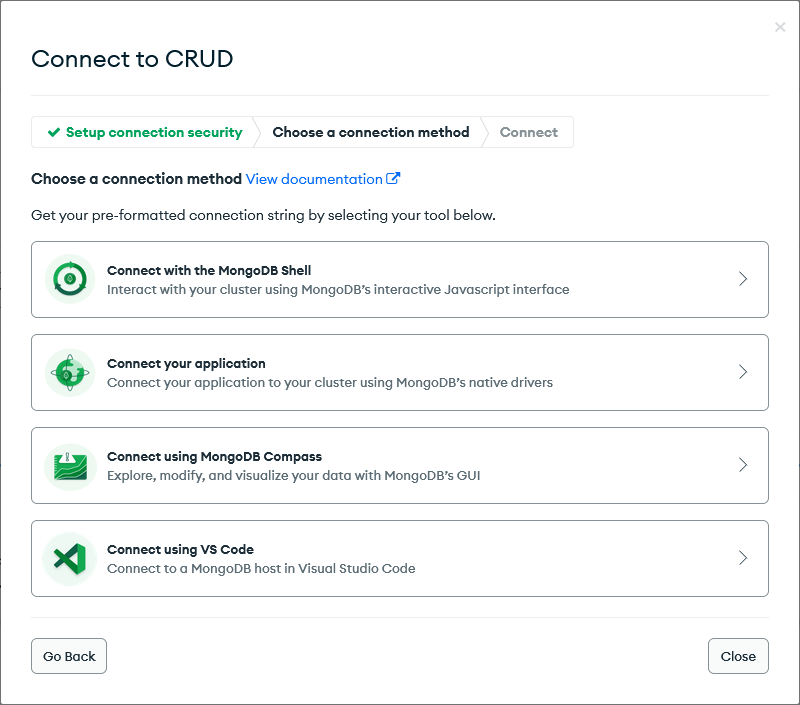 Connect to CRUD
Setup connection security Choose a connection method Connect
Choose a connection method View documentation
Get your pre-formatted connection string by selecting your tool below.
Connect with the MongoDB Shell
Interact with your cluster using MongoDB’s interactive Javascript interface
Connect your application
Connect your application to your cluster using MongoDB’s native drivers
Connect using MongoDB Compass
Explore, modify, and visualize your data with MongoDB’s GUI
Connect using VS Code
Connect to a MongoDB host in Visual Studio Code
Go Back Close